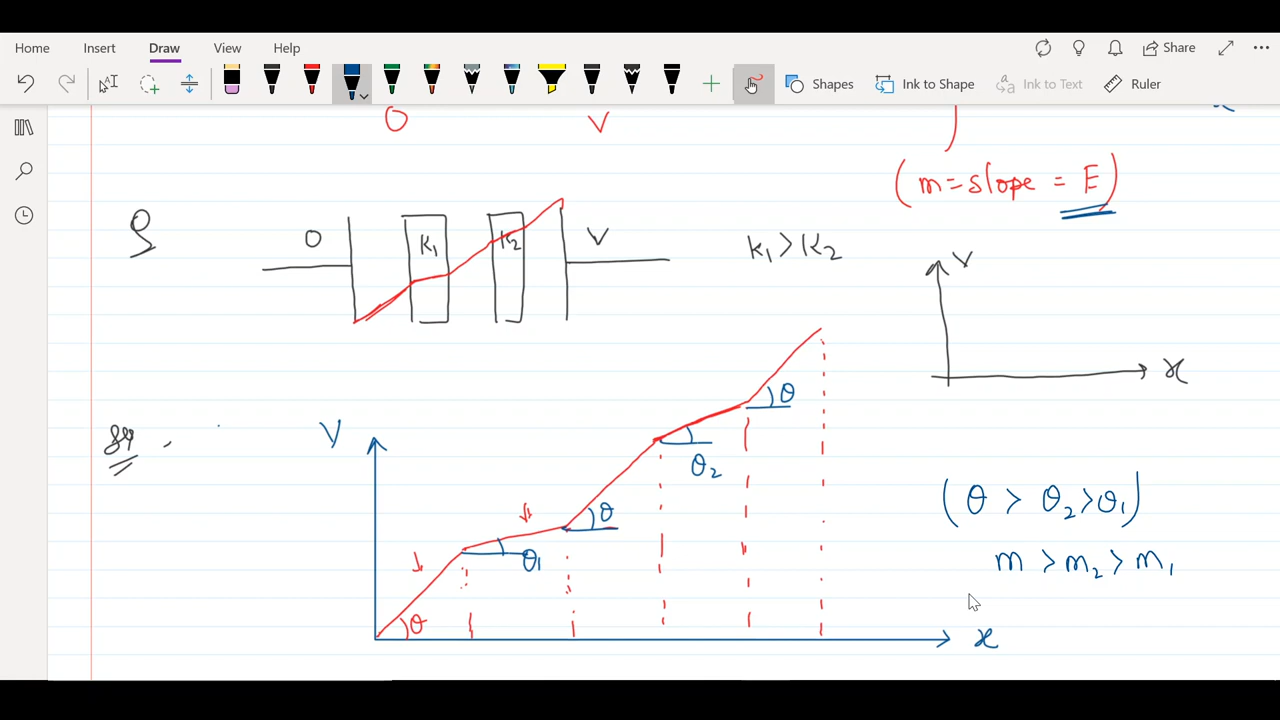 Home Insert Draw View Help Share
Shapes Ink to Shape Ink to Text Ruler
0 V x
(m=slope = E)
Q 0 K1 K2 V K1 > K2
V
x
V θ
θ2
θ
θ1
(θ > θ2 > θ1)
m > m2 > m1
θ
x